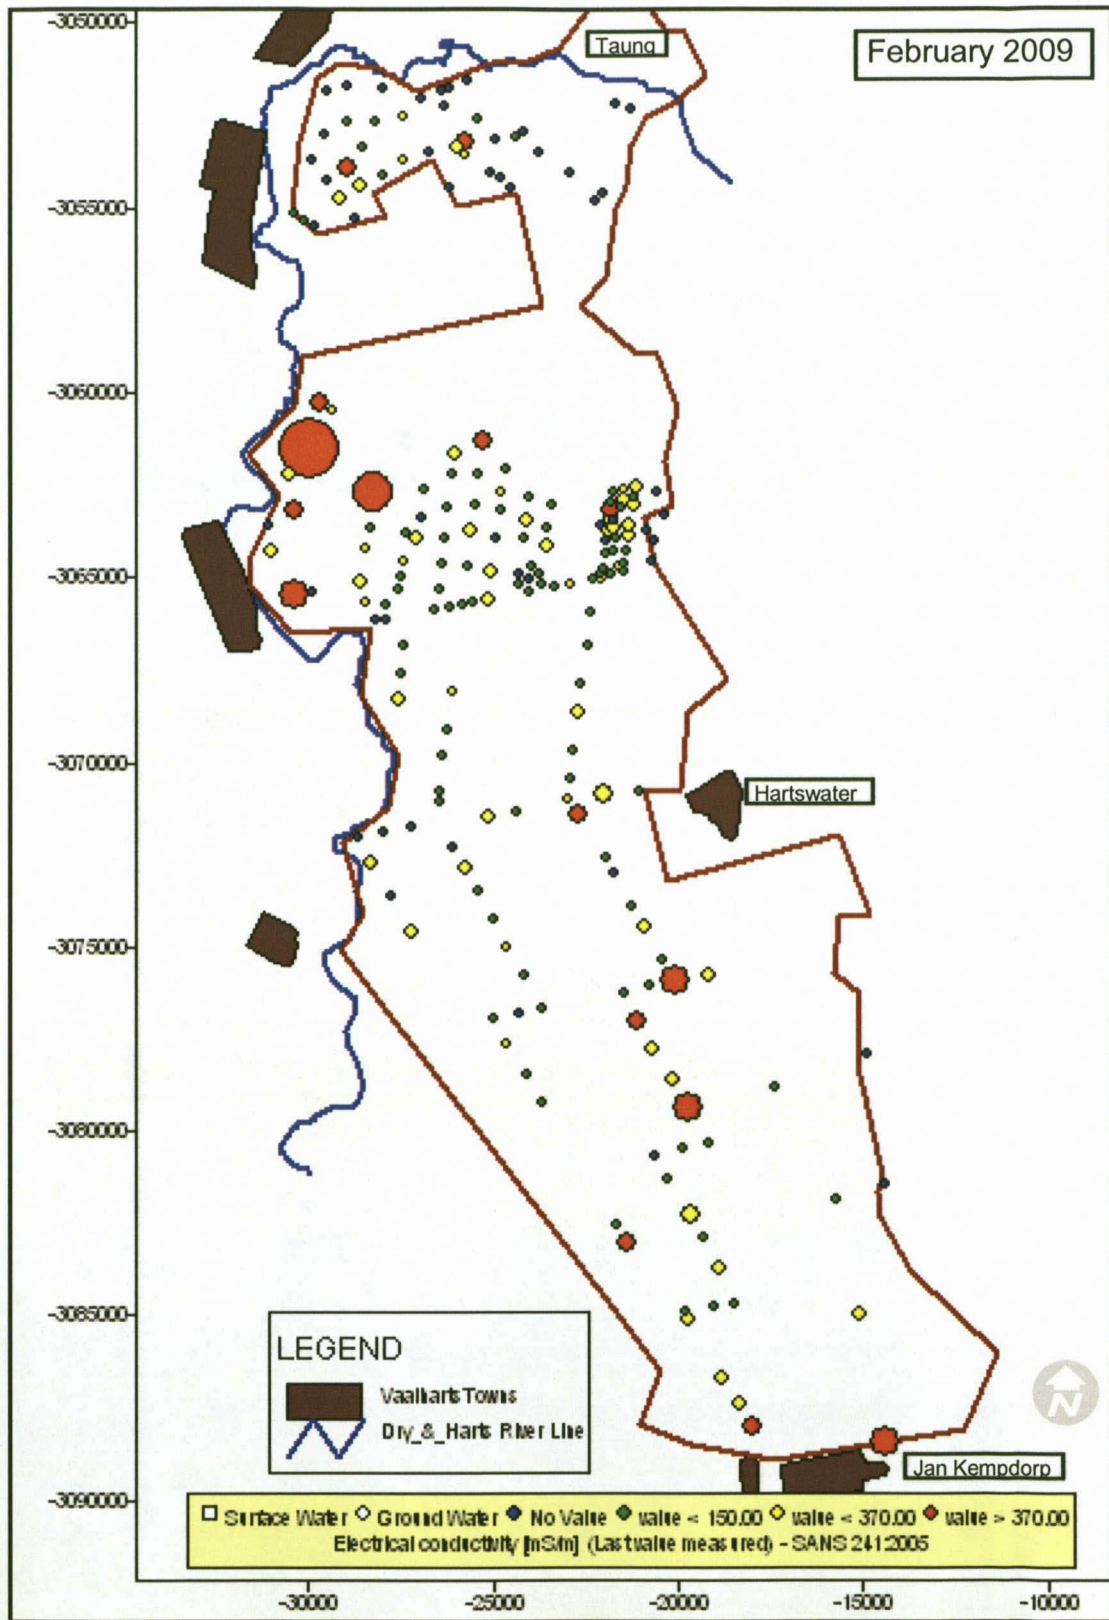 February 2009
Taung
-3050000
-3055000
-3060000
-3065000
-3070000
Hartswater
-3075000
-3080000
-3085000
-3090000
LEGEND
Vaalharts Towns
Dry_&_Harts River Line
N
Jan Kempdorp
Surface Water Ground Water No Value value < 150.00 value < 370.00 value > 370.00
Electrical conductivity [mS/m] (Last value measured) - SANS 241:2005
-30000 -25000 -20000 -15000 -10000